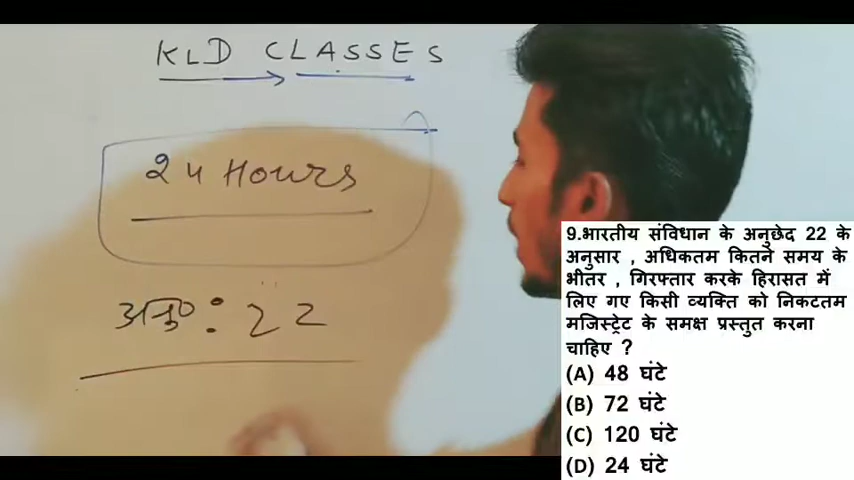 KLD CLASSES
24 Hours
अनु० : 22
9.भारतीय संविधान के अनुछेद 22 के
अनुसार , अधिकतम कितने समय के
भीतर , गिरफ्तार करके हिरासत में
लिए गए किसी व्यक्ति को निकटतम
मजिस्ट्रेट के समक्ष प्रस्तुत करना
चाहिए ?
(A) 48 घंटे
(B) 72 घंटे
(C) 120 घंटे
(D) 24 घंटे